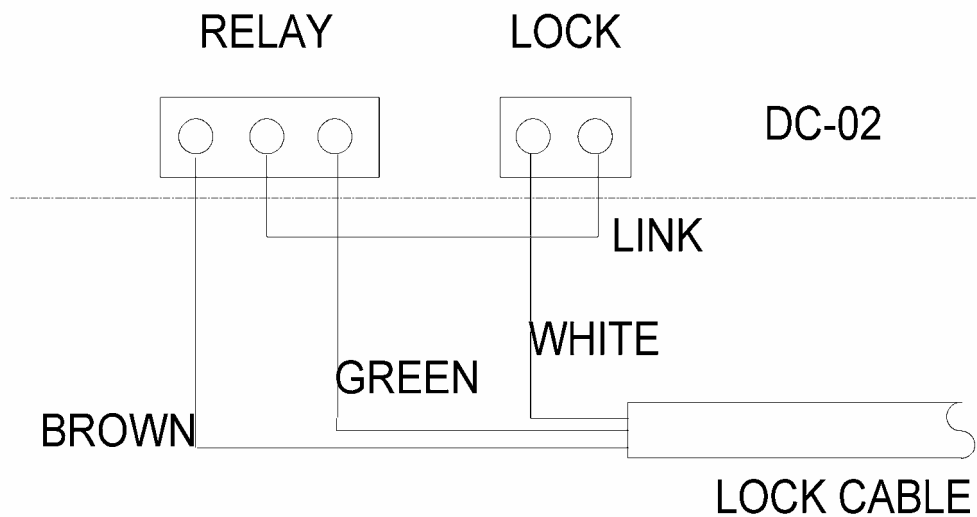 RELAY
LOCK
DC-02
LINK
WHITE
GREEN
BROWN
LOCK CABLE